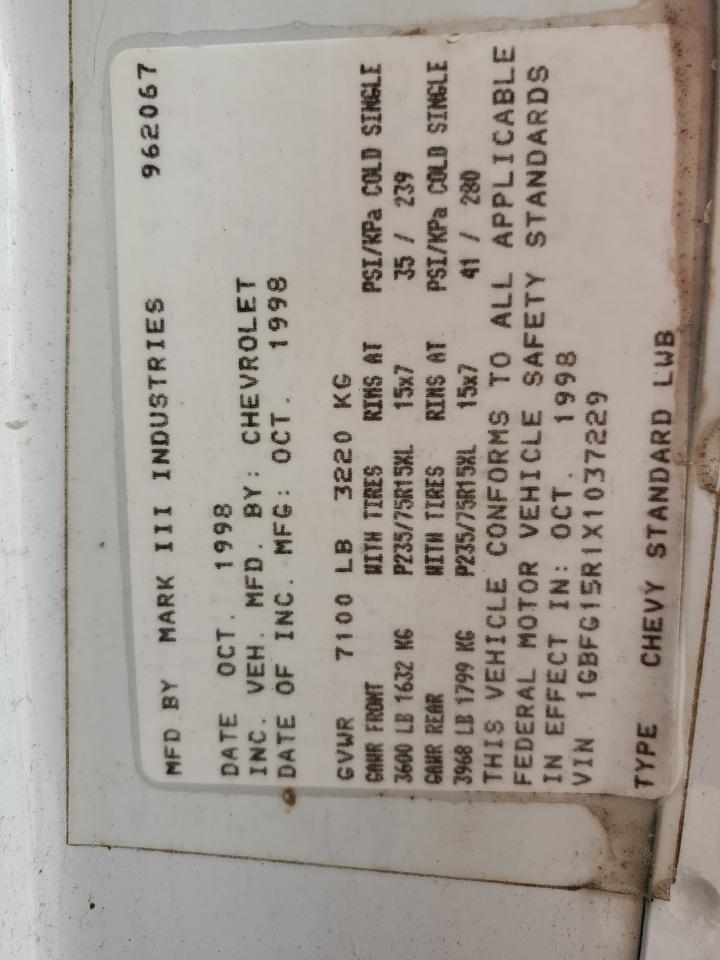 MFD BY MARK III INDUSTRIES 962067
DATE OCT. 1998
INC. VEH. MFD. BY: CHEVROLET
DATE OF INC. MFG: OCT. 1998
GVWR 7100 LB 3220 KG
GAWR FRONT WITH TIRES RIMS AT PSI/KPa COLD SINGLE
3600 LB 1632 KG P235/75R15XL 15x7 35 / 239
GAWR REAR WITH TIRES RIMS AT PSI/KPa COLD SINGLE
3968 LB 1799 KG P235/75R15XL 15x7 41 / 280
THIS VEHICLE CONFORMS TO ALL APPLICABLE
FEDERAL MOTOR VEHICLE SAFETY STANDARDS
IN EFFECT IN: OCT. 1998
VIN 1GBFG15R1X1037229
TYPE CHEVY STANDARD LWB